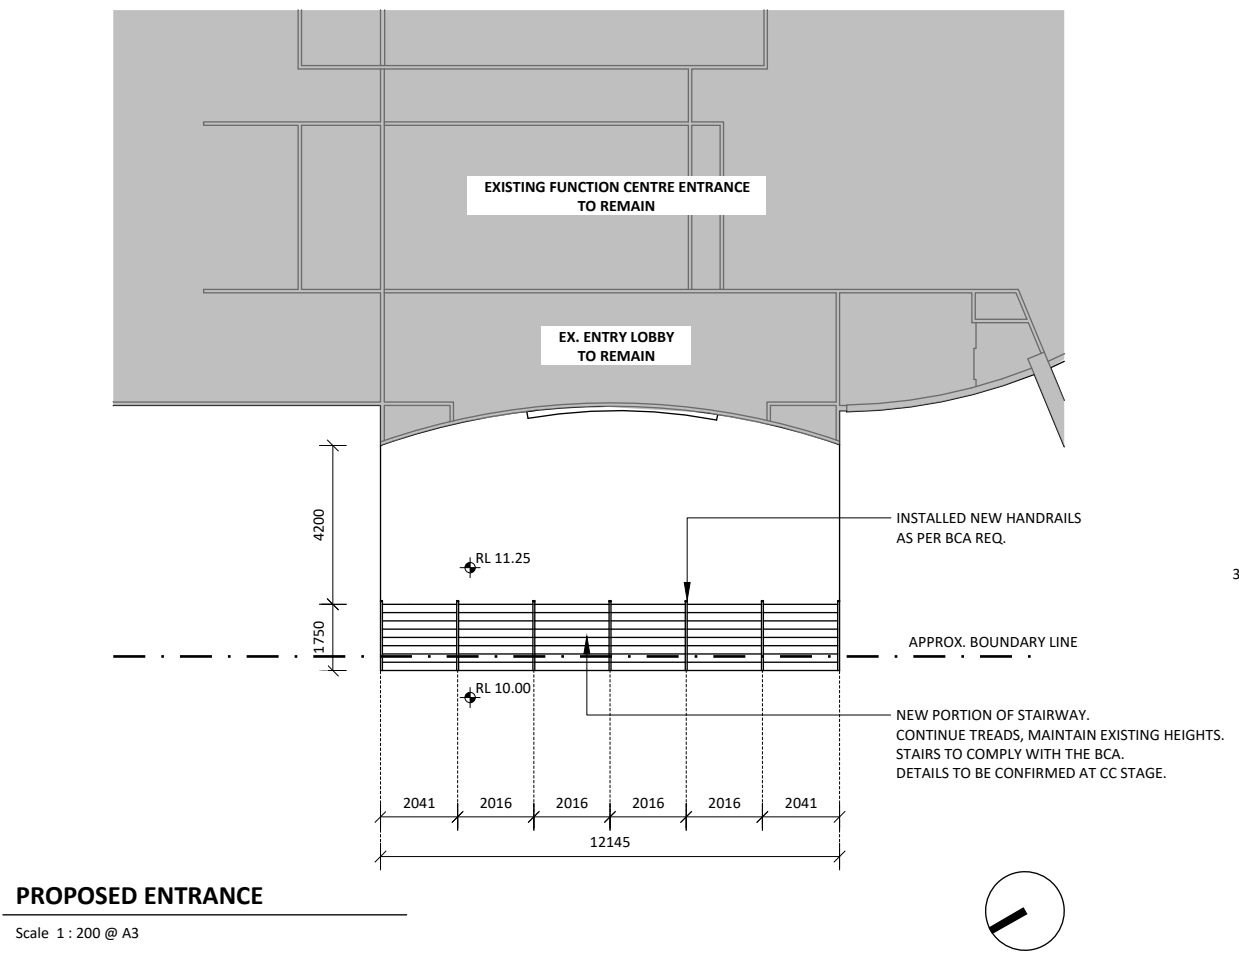 EXISTING FUNCTION CENTRE ENTRANCE
TO REMAIN
EX. ENTRY LOBBY
TO REMAIN
4200
INSTALLED NEW HANDRAILS
AS PER BCA REQ.
RL 11.25
3
1750
APPROX. BOUNDARY LINE
RL 10.00
NEW PORTION OF STAIRWAY.
CONTINUE TREADS, MAINTAIN EXISTING HEIGHTS.
STAIRS TO COMPLY WITH THE BCA.
DETAILS TO BE CONFIRMED AT CC STAGE.
2041 2016 2016 2016 2016 2041
12145
PROPOSED ENTRANCE
Scale 1 : 200 @ A3